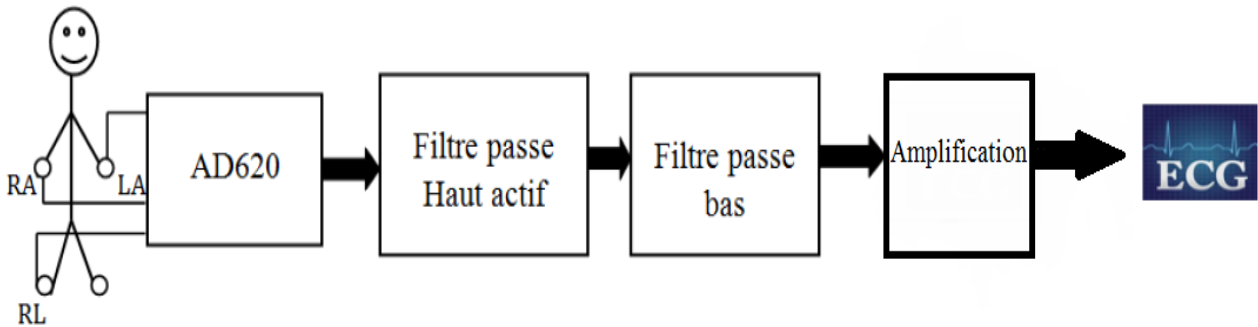 RA
LA
RL
AD620
Filtre passe
Haut actif
Filtre passe
bas
Amplification
ECG